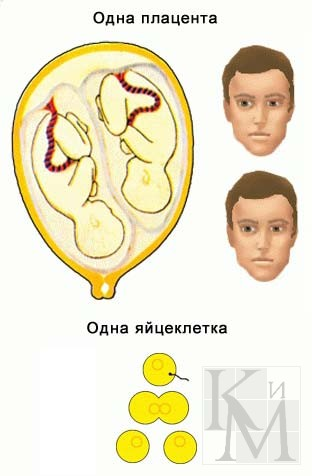 Одна плацента
Одна яйцеклетка
К и
М